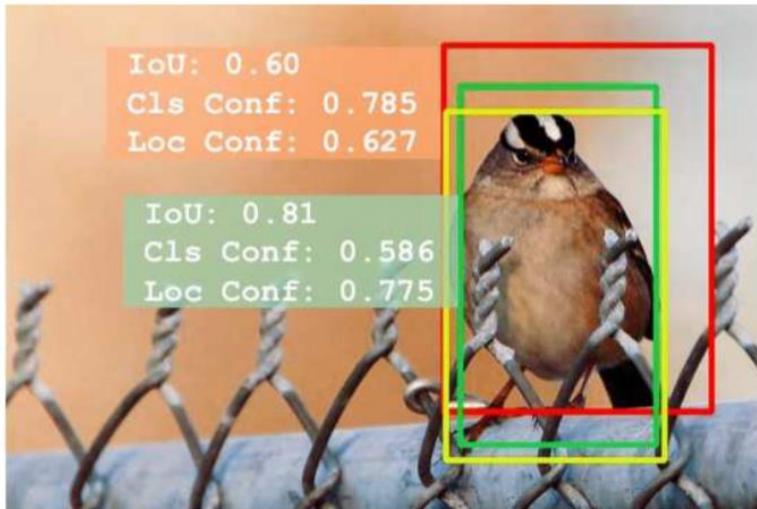 IoU: 0.60
Cls Conf: 0.785
Loc Conf: 0.627
IoU: 0.81
Cls Conf: 0.586
Loc Conf: 0.775